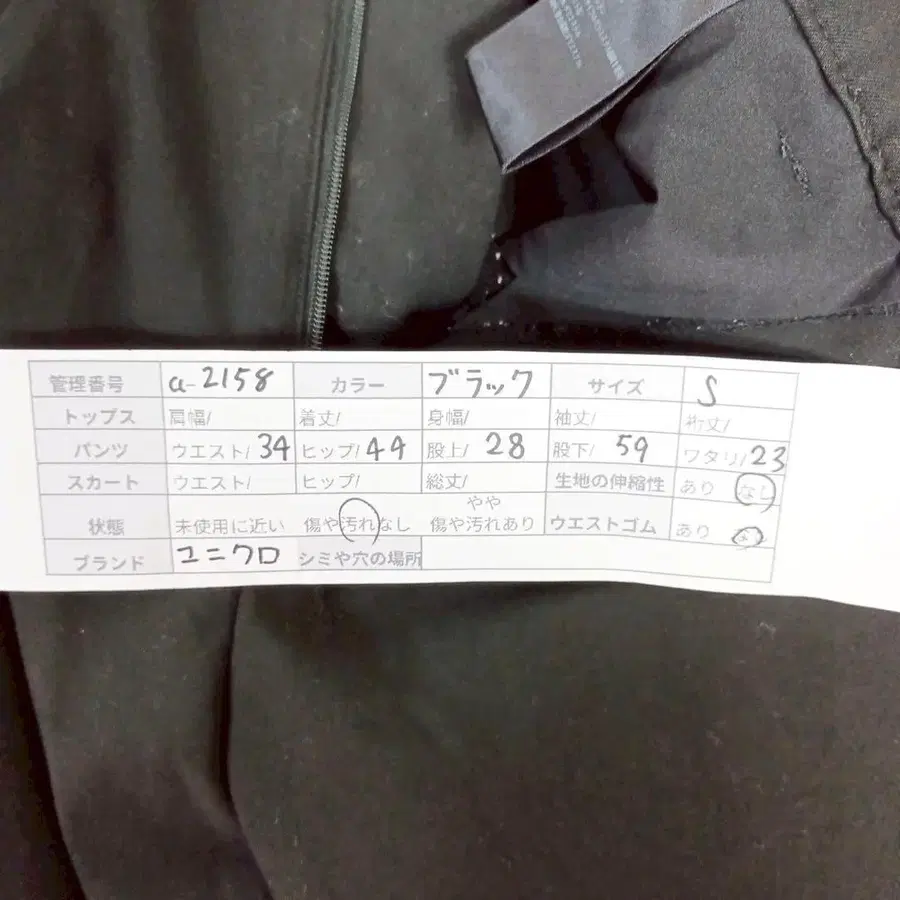 管理番号 a-2158 カラー ブラック サイズ S
トップス 肩幅/ 着丈/ 身幅/ 袖丈/ 裄丈/
パンツ ウエスト/ 34 ヒップ/ 44 股上/ 28 股下/ 59 ワタリ/ 23
スカート ウエスト/ ヒップ/ 総丈/ 生地の伸縮性 あり なし
やや
状態 未使用に近い 傷や汚れなし 傷や汚れあり ウエストゴム あり
ブランド ユニクロ シミや穴の場所